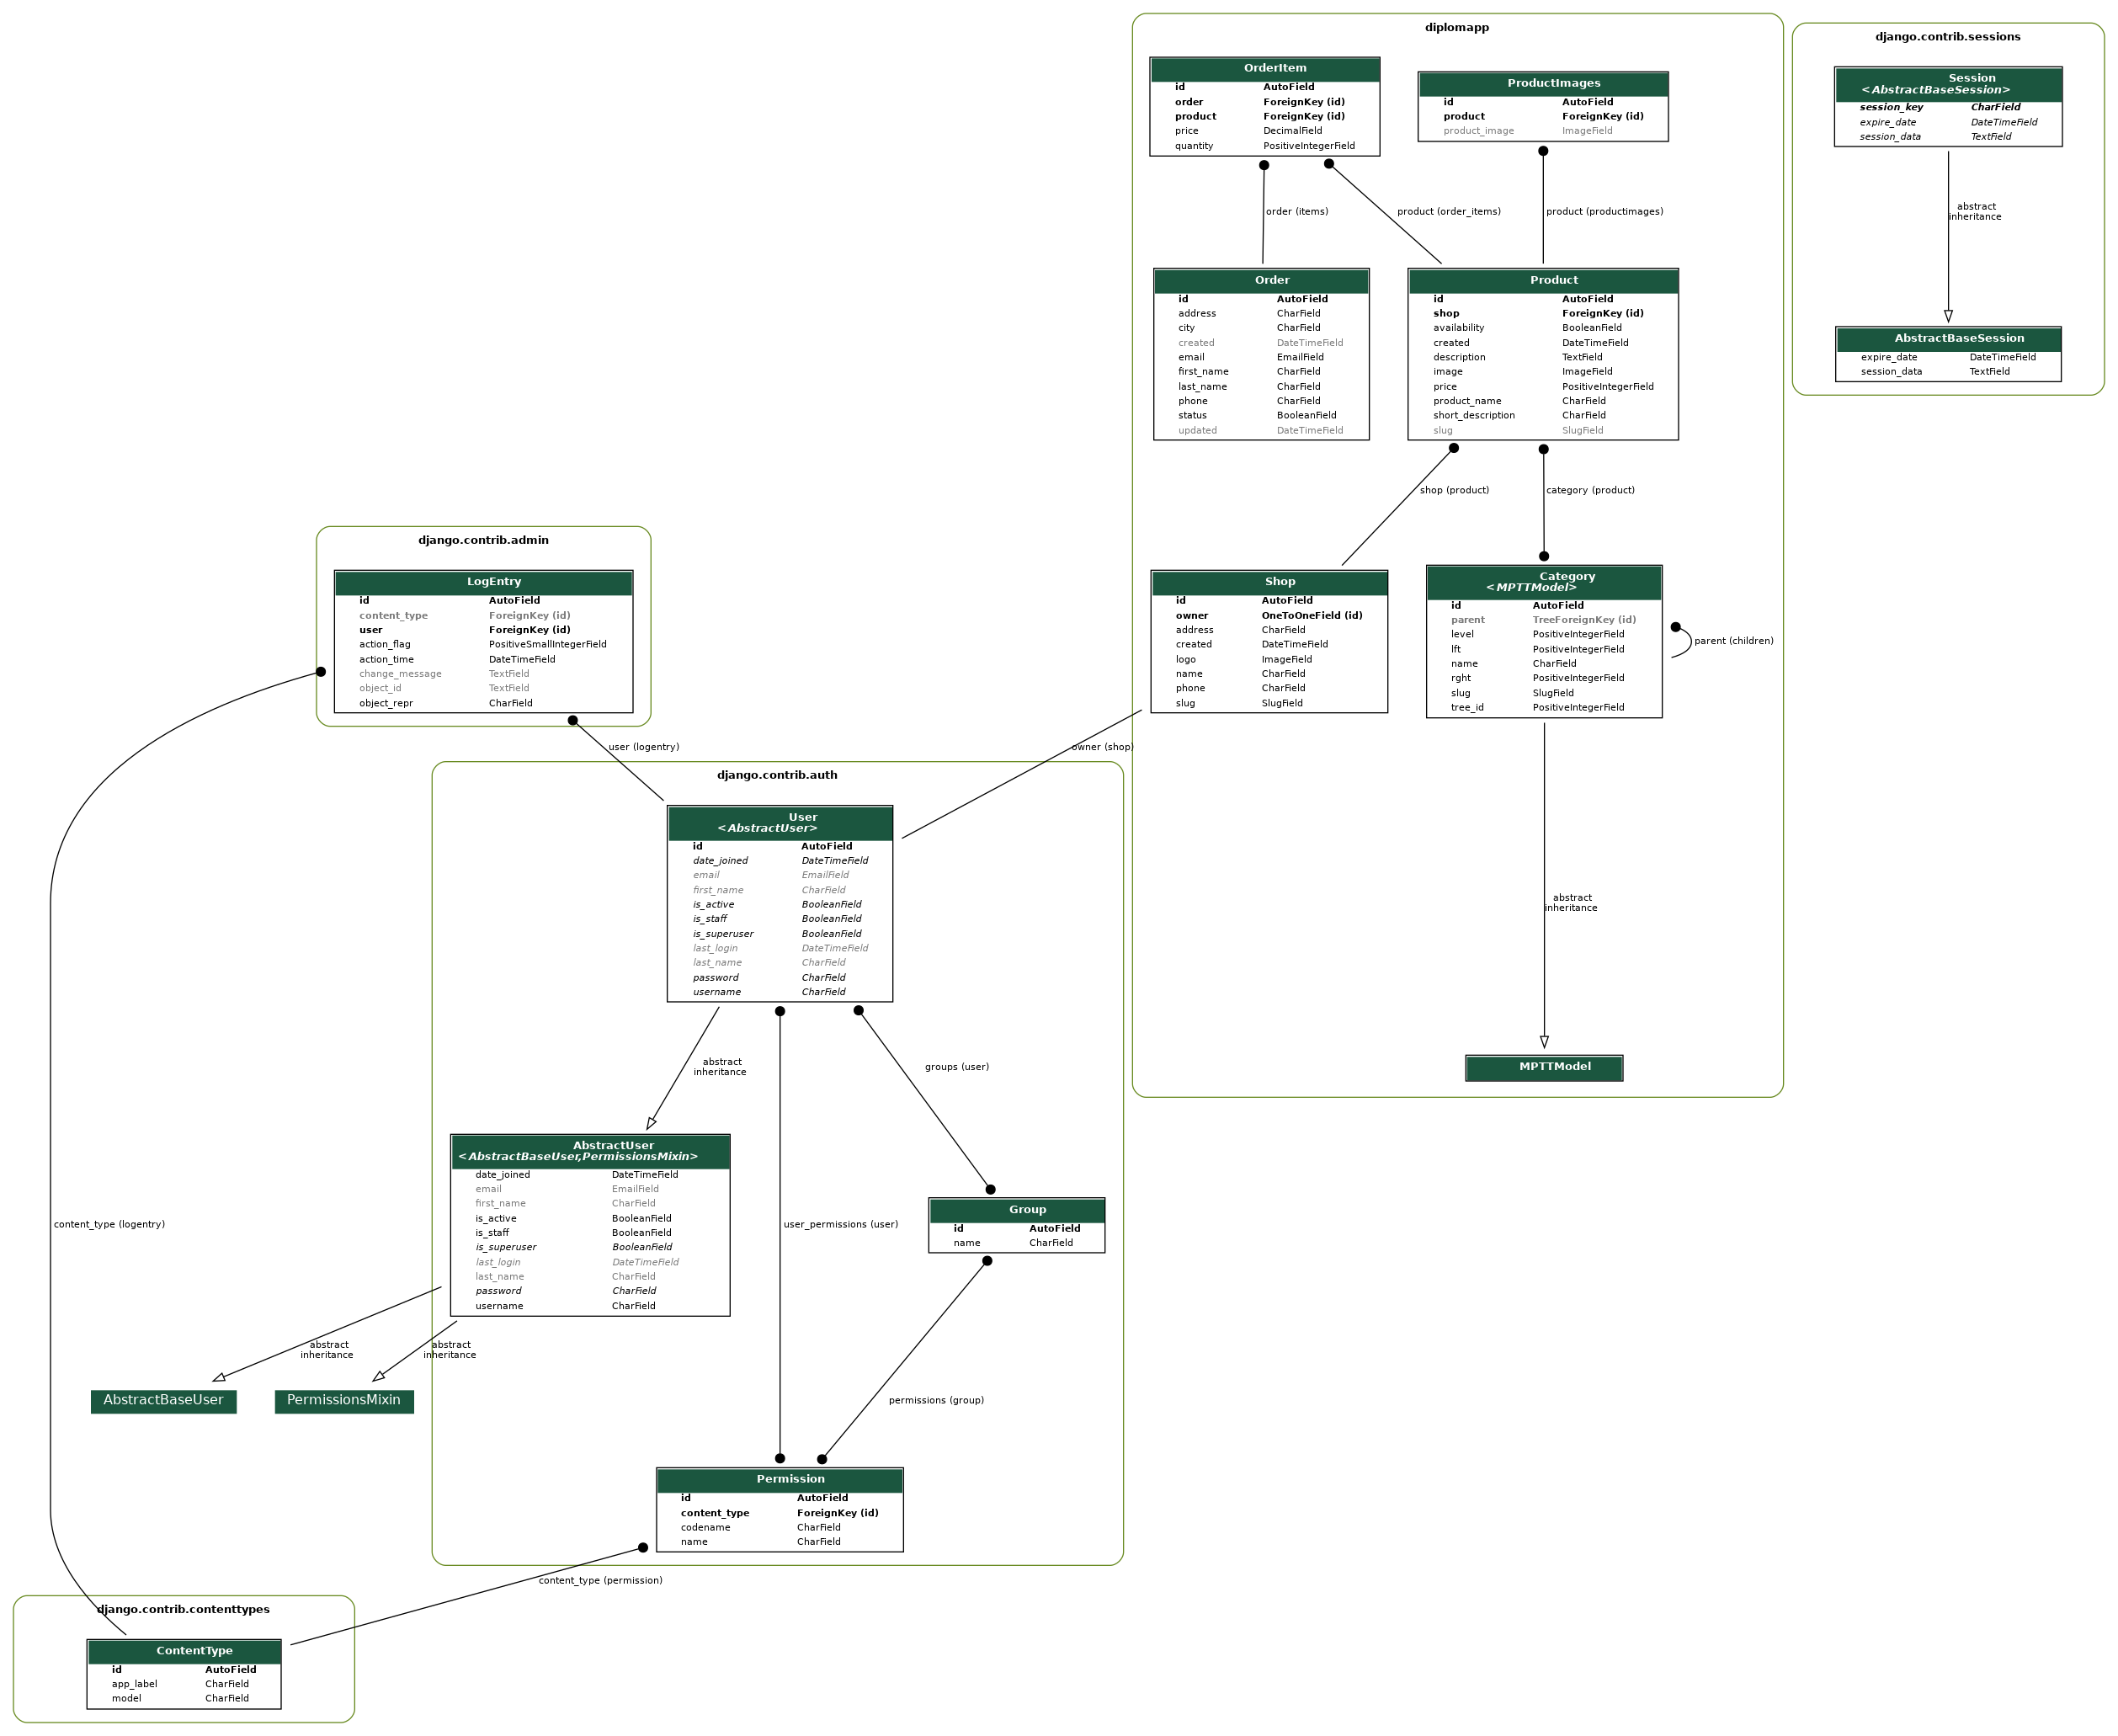 diplomapp
OrderItem
id AutoField
order ForeignKey (id)
product ForeignKey (id)
price DecimalField
quantity PositiveIntegerField
ProductImages
id AutoField
product ForeignKey (id)
product_image ImageField
order (items)
product (order_items)
product (productimages)
Order
id AutoField
address CharField
city CharField
created DateTimeField
email EmailField
first_name CharField
last_name CharField
phone CharField
status BooleanField
updated DateTimeField
Product
id AutoField
shop ForeignKey (id)
availability BooleanField
created DateTimeField
description TextField
image ImageField
price PositiveIntegerField
product_name CharField
short_description CharField
slug SlugField
shop (product)
category (product)
Shop
id AutoField
owner OneToOneField (id)
address CharField
created DateTimeField
logo ImageField
name CharField
phone CharField
slug SlugField
Category
<MPTTModel>
id AutoField
parent TreeForeignKey (id)
level PositiveIntegerField
lft PositiveIntegerField
name CharField
rght PositiveIntegerField
slug SlugField
tree_id PositiveIntegerField
parent (children)
abstract
inheritance
MPTTModel
django.contrib.sessions
Session
<AbstractBaseSession>
session_key CharField
expire_date DateTimeField
session_data TextField
abstract
inheritance
AbstractBaseSession
expire_date DateTimeField
session_data TextField
django.contrib.admin
LogEntry
id AutoField
content_type ForeignKey (id)
user ForeignKey (id)
action_flag PositiveSmallIntegerField
action_time DateTimeField
change_message TextField
object_id TextField
object_repr CharField
user (logentry)
owner (shop)
django.contrib.auth
User
<AbstractUser>
id AutoField
date_joined DateTimeField
email EmailField
first_name CharField
is_active BooleanField
is_staff BooleanField
is_superuser BooleanField
last_login DateTimeField
last_name CharField
password CharField
username CharField
abstract
inheritance
groups (user)
AbstractUser
<AbstractBaseUser,PermissionsMixin>
date_joined DateTimeField
email EmailField
first_name CharField
is_active BooleanField
is_staff BooleanField
is_superuser BooleanField
last_login DateTimeField
last_name CharField
password CharField
username CharField
content_type (logentry)
user_permissions (user)
Group
id AutoField
name CharField
abstract
inheritance
abstract
inheritance
AbstractBaseUser
PermissionsMixin
permissions (group)
Permission
id AutoField
content_type ForeignKey (id)
codename CharField
name CharField
content_type (permission)
django.contrib.contenttypes
ContentType
id AutoField
app_label CharField
model CharField